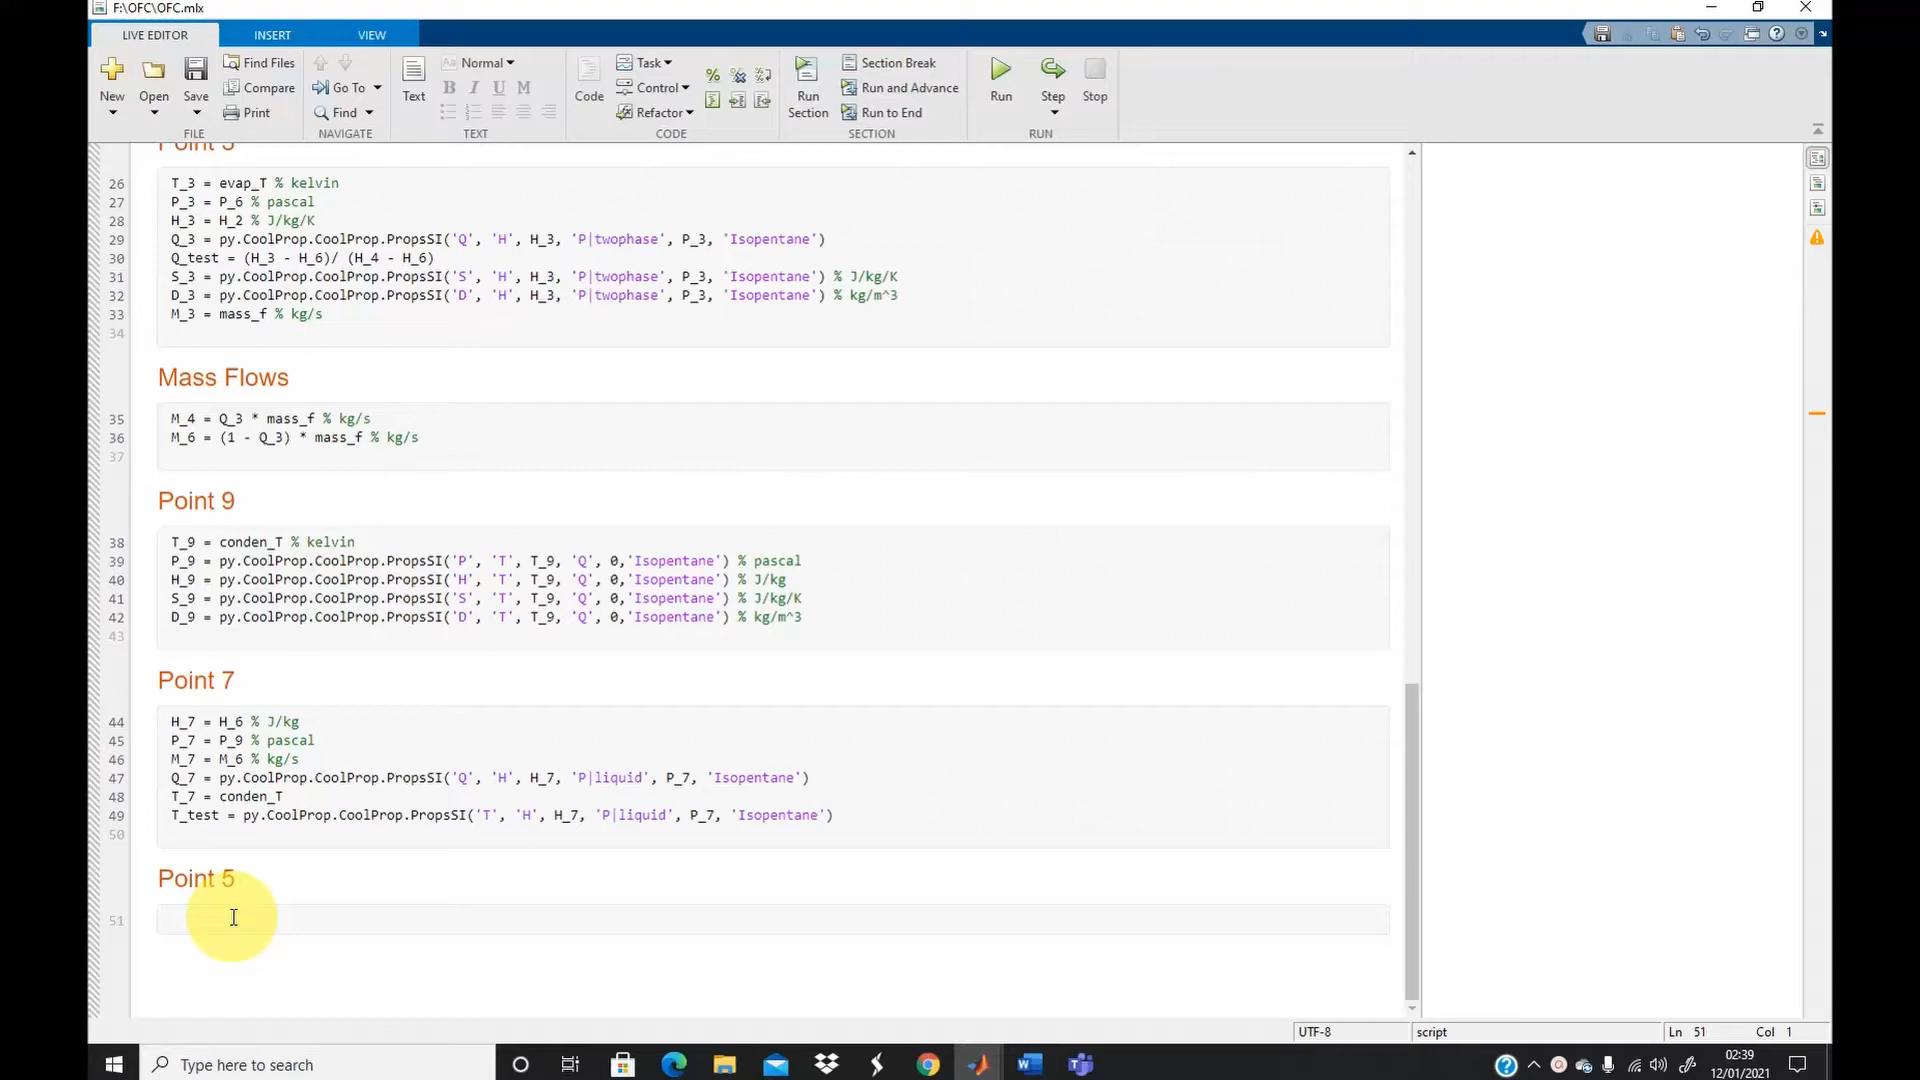 F:\OFC\OFC.mlx
LIVE EDITOR INSERT VIEW
New Open Save Find Files Compare Print Go To Find
FILE NAVIGATE
Text Normal B I U M
TEXT
Code Task Control Refactor
CODE
Run Section Section Break Run and Advance Run to End
SECTION
Run Step Stop
RUN
Point 3
26 T_3 = evap_T % kelvin
27 P_3 = P_6 % pascal
28 H_3 = H_2 % J/kg/K
29 Q_3 = py.CoolProp.CoolProp.PropsSI('Q', 'H', H_3, 'P|twophase', P_3, 'Isopentane')
30 Q_test = (H_3 - H_6)/ (H_4 - H_6)
31 S_3 = py.CoolProp.CoolProp.PropsSI('S', 'H', H_3, 'P|twophase', P_3, 'Isopentane') % J/kg/K
32 D_3 = py.CoolProp.CoolProp.PropsSI('D', 'H', H_3, 'P|twophase', P_3, 'Isopentane') % kg/m^3
33 M_3 = mass_f % kg/s
34
Mass Flows
35 M_4 = Q_3 * mass_f % kg/s
36 M_6 = (1 - Q_3) * mass_f % kg/s
37
Point 9
38 T_9 = conden_T % kelvin
39 P_9 = py.CoolProp.CoolProp.PropsSI('P', 'T', T_9, 'Q', 0,'Isopentane') % pascal
40 H_9 = py.CoolProp.CoolProp.PropsSI('H', 'T', T_9, 'Q', 0,'Isopentane') % J/kg
41 S_9 = py.CoolProp.CoolProp.PropsSI('S', 'T', T_9, 'Q', 0,'Isopentane') % J/kg/K
42 D_9 = py.CoolProp.CoolProp.PropsSI('D', 'T', T_9, 'Q', 0,'Isopentane') % kg/m^3
43
Point 7
44 H_7 = H_6 % J/kg
45 P_7 = P_9 % pascal
46 M_7 = M_6 % kg/s
47 Q_7 = py.CoolProp.CoolProp.PropsSI('Q', 'H', H_7, 'P|liquid', P_7, 'Isopentane')
48 T_7 = conden_T
49 T_test = py.CoolProp.CoolProp.PropsSI('T', 'H', H_7, 'P|liquid', P_7, 'Isopentane')
50
Point 5
51
UTF-8 script Ln 51 Col 1
Type here to search
02:39
12/01/2021